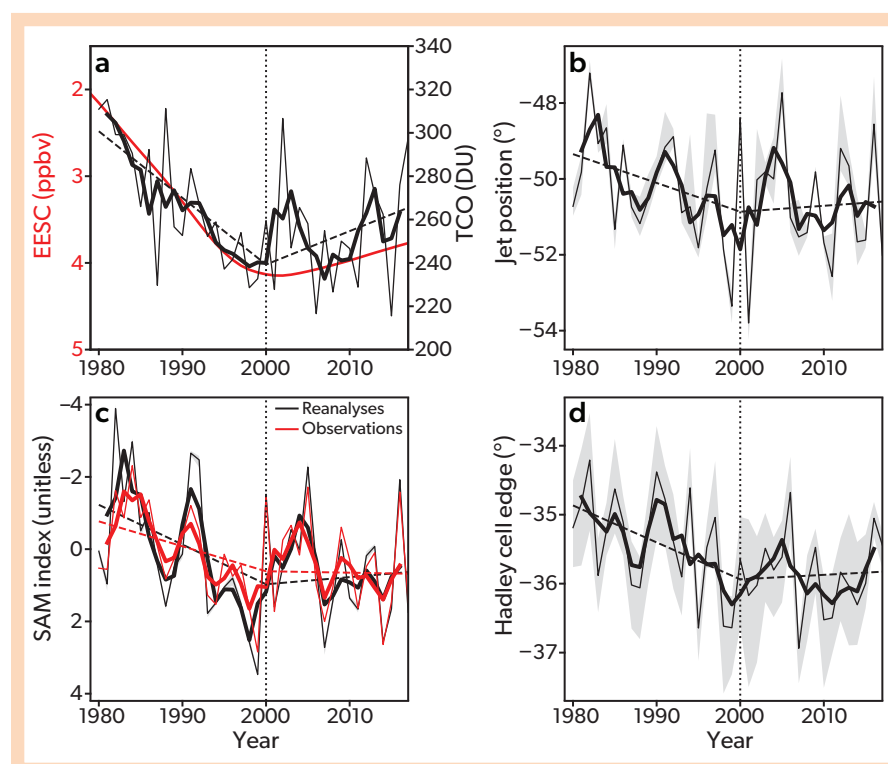 a
EESC (ppbv)
2
3
4
5
340
320
300
280
260
240
220
200
TCO (DU)
1980 1990 2000 2010
b
Jet position (°)
−48
−50
−52
−54
1980 1990 2000 2010
c
Reanalyses
Observations
SAM index (unitless)
−4
−2
0
2
4
1980 1990 2000 2010
Year
d
Hadley cell edge (°)
−34
−35
−36
−37
1980 1990 2000 2010
Year